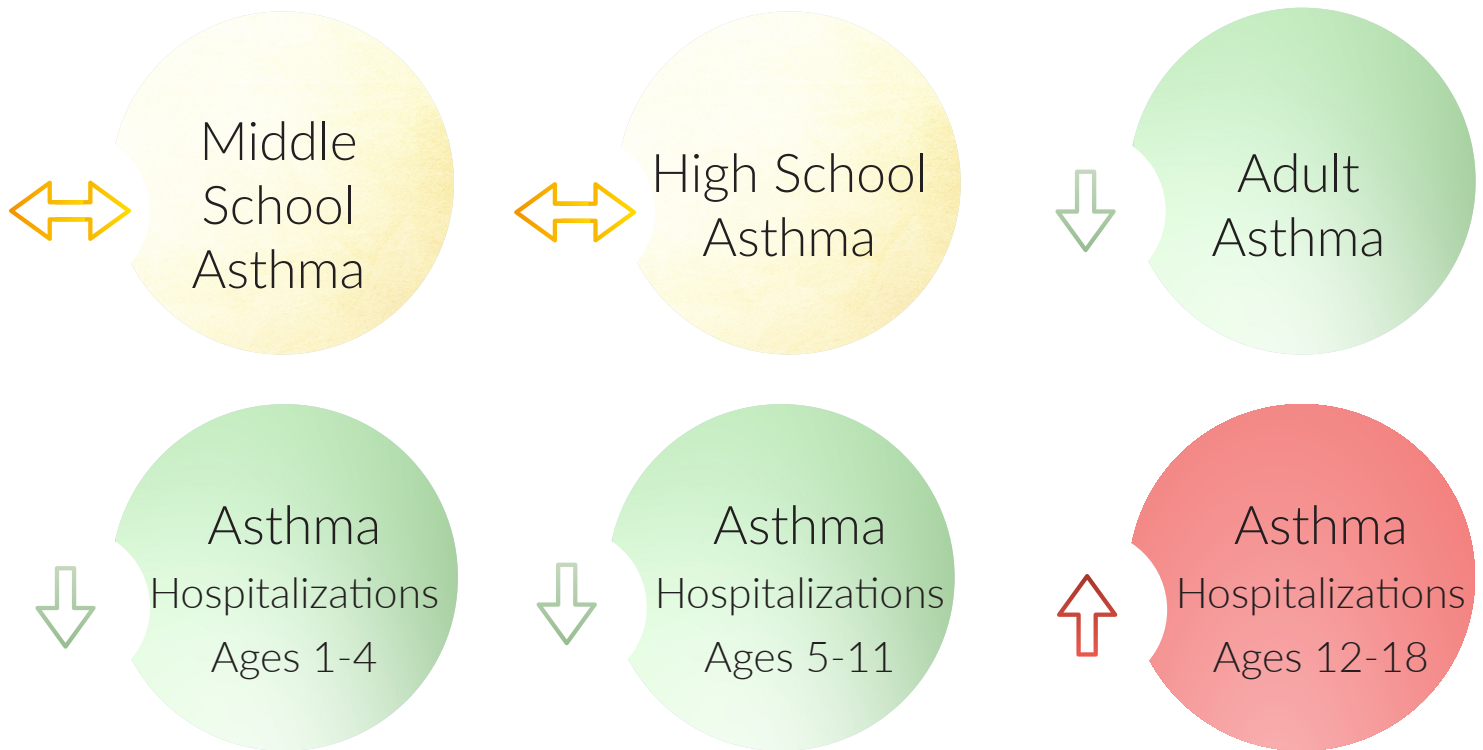 Middle
School
Asthma
High School
Asthma
Adult
Asthma
Asthma
Hospitalizations
Ages 1-4
Asthma
Hospitalizations
Ages 5-11
Asthma
Hospitalizations
Ages 12-18